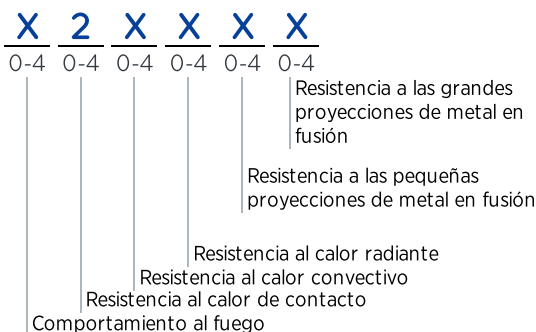 X 2 X X X X
0-4 0-4 0-4 0-4 0-4 0-4
Resistencia a las grandes
proyecciones de metal en
fusión
Resistencia a las pequeñas
proyecciones de metal en fusión
Resistencia al calor radiante
Resistencia al calor convectivo
Resistencia al calor de contacto
Comportamiento al fuego